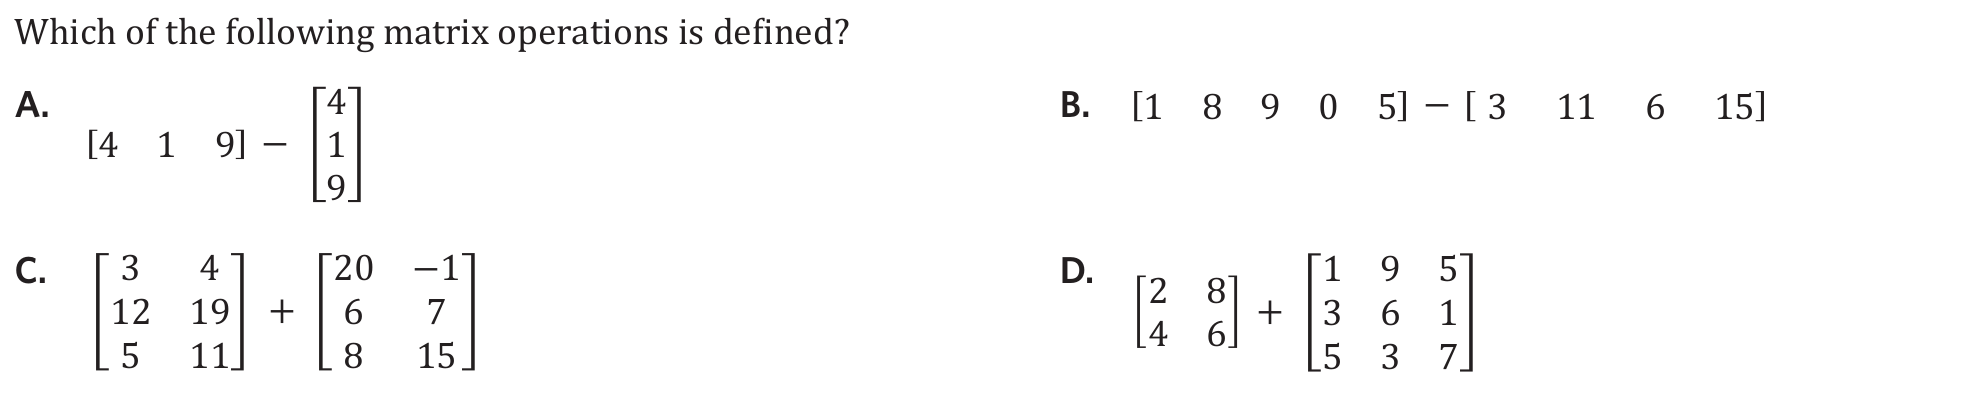 Which of the following matrix operations is defined?
A. [4 1 9] − [4
1
9]
B. [1 8 9 0 5] − [ 3 11 6 15]
C. [3 4
12 19
5 11] + [20 −1
6 7
8 15]
D. [2 8
4 6] + [1 9 5
3 6 1
5 3 7]